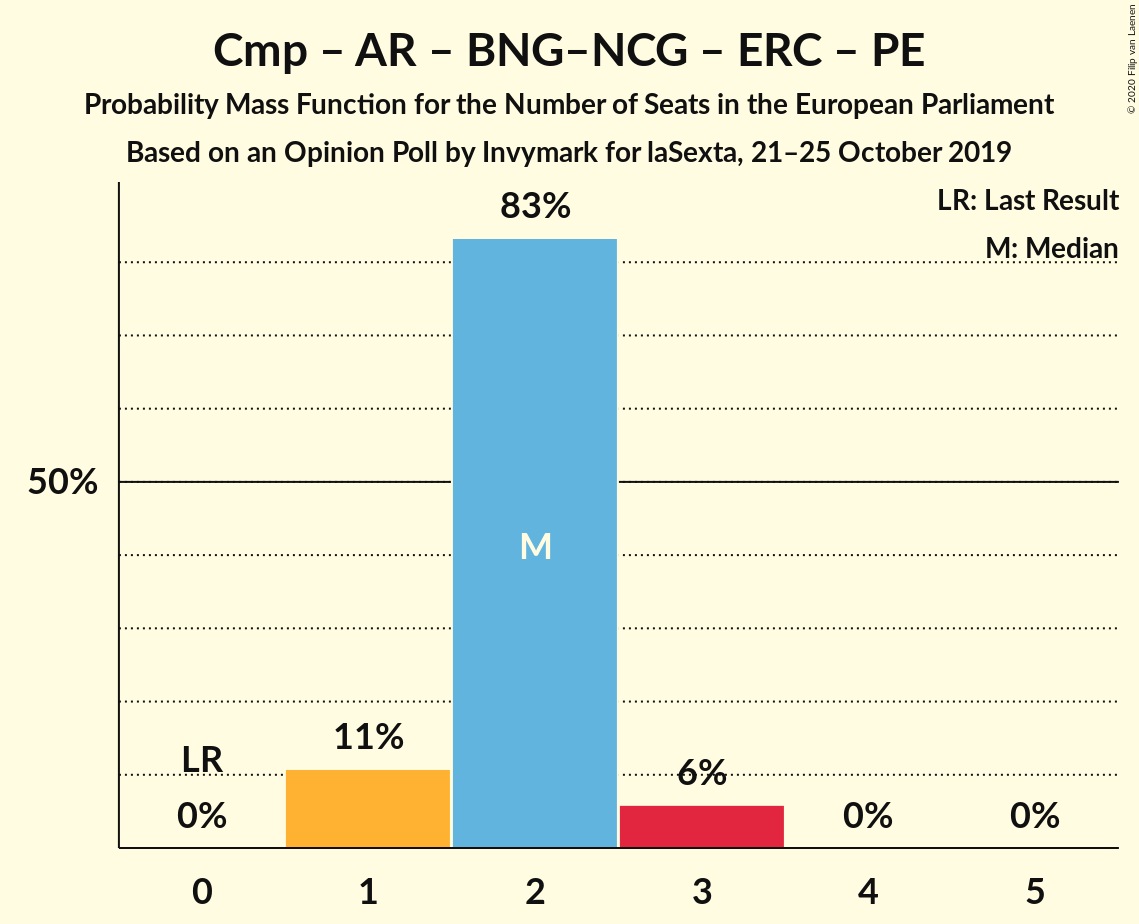 Cmp – AR – BNG–NCG – ERC – PE
Probability Mass Function for the Number of Seats in the European Parliament
Based on an Opinion Poll by Invymark for laSexta, 21–25 October 2019
© 2020 Filip van Laenen
LR: Last Result
M: Median
83%
50%
M
11%
LR
6%
0%
0%
0%
0
1
2
3
4
5